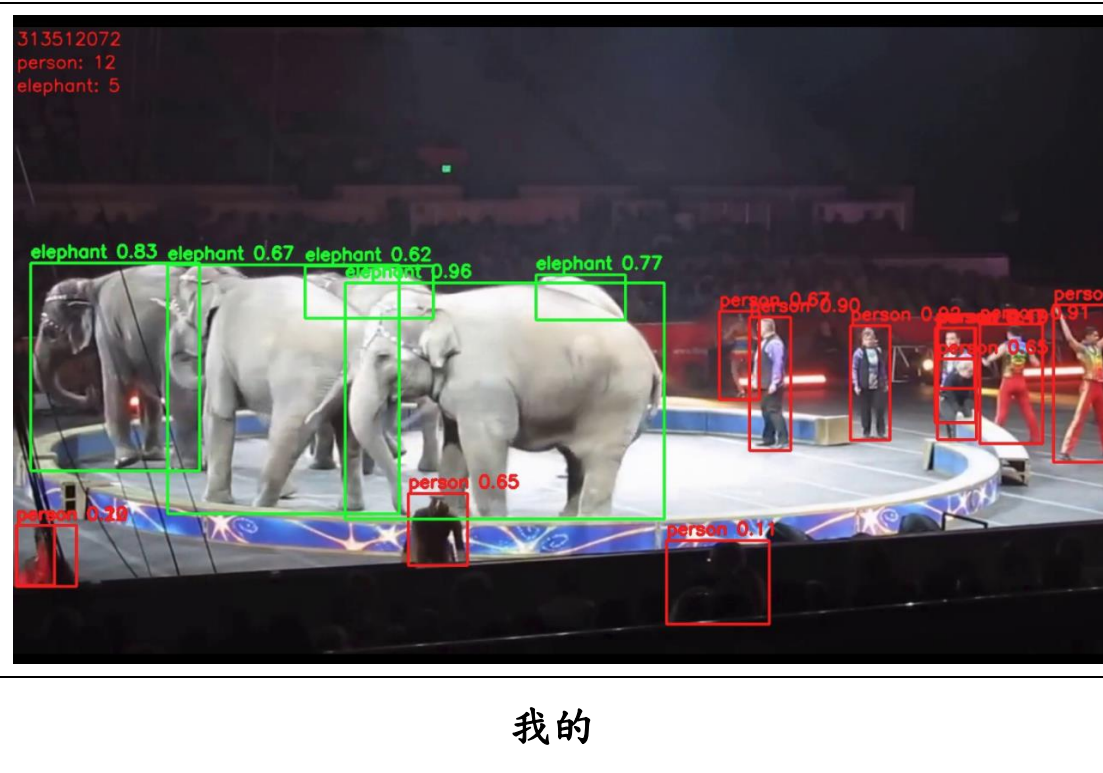 313512072
person: 12
elephant: 5
elephant 0.83
elephant 0.67
elephant 0.62
elephant 0.96
elephant 0.77
person 0.67
person 0.90
person
person 0.91
person 0.65
person 0.65
person
person 0.11
我的